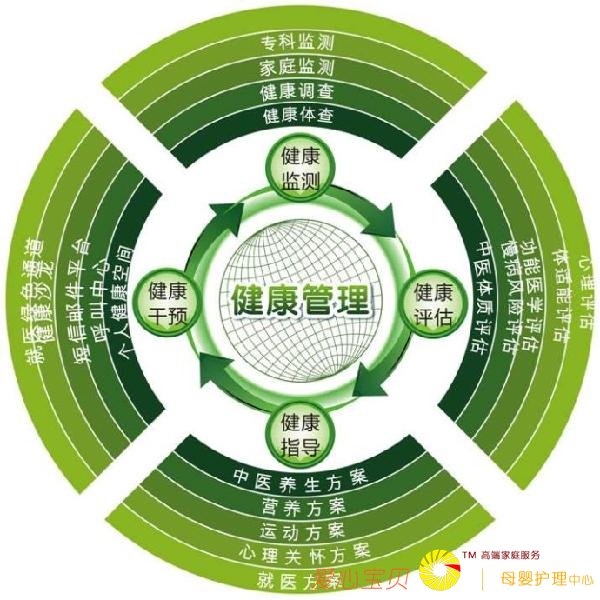 专科监测
家庭监测
健康调查
健康体查
健康
监测
就医绿色通道
健康沙龙
短信邮件平台
呼叫中心
个人健康空间
健康
干预
健康管理
健康
评估
中医体质评估
慢病风险评估
功能医学评估
体适能评估
心理评估
健康
指导
中医养生方案
营养方案
运动方案
心理关怀方案
就医方案
爱心宝贝
TM 高端家庭服务
母婴护理中心